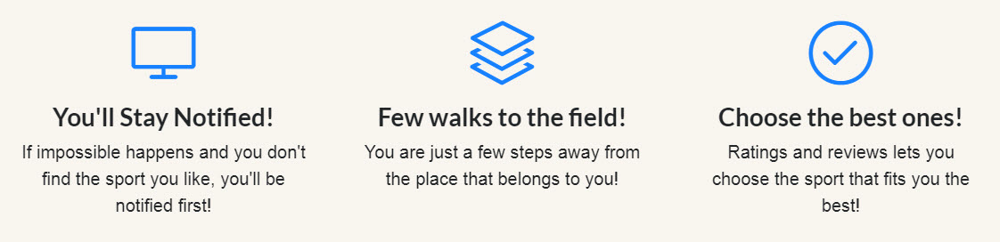 You'll Stay Notified!
If impossible happens and you don't
find the sport you like, you'll be
notified first!
Few walks to the field!
You are just a few steps away from
the place that belongs to you!
Choose the best ones!
Ratings and reviews lets you
choose the sport that fits you the
best!